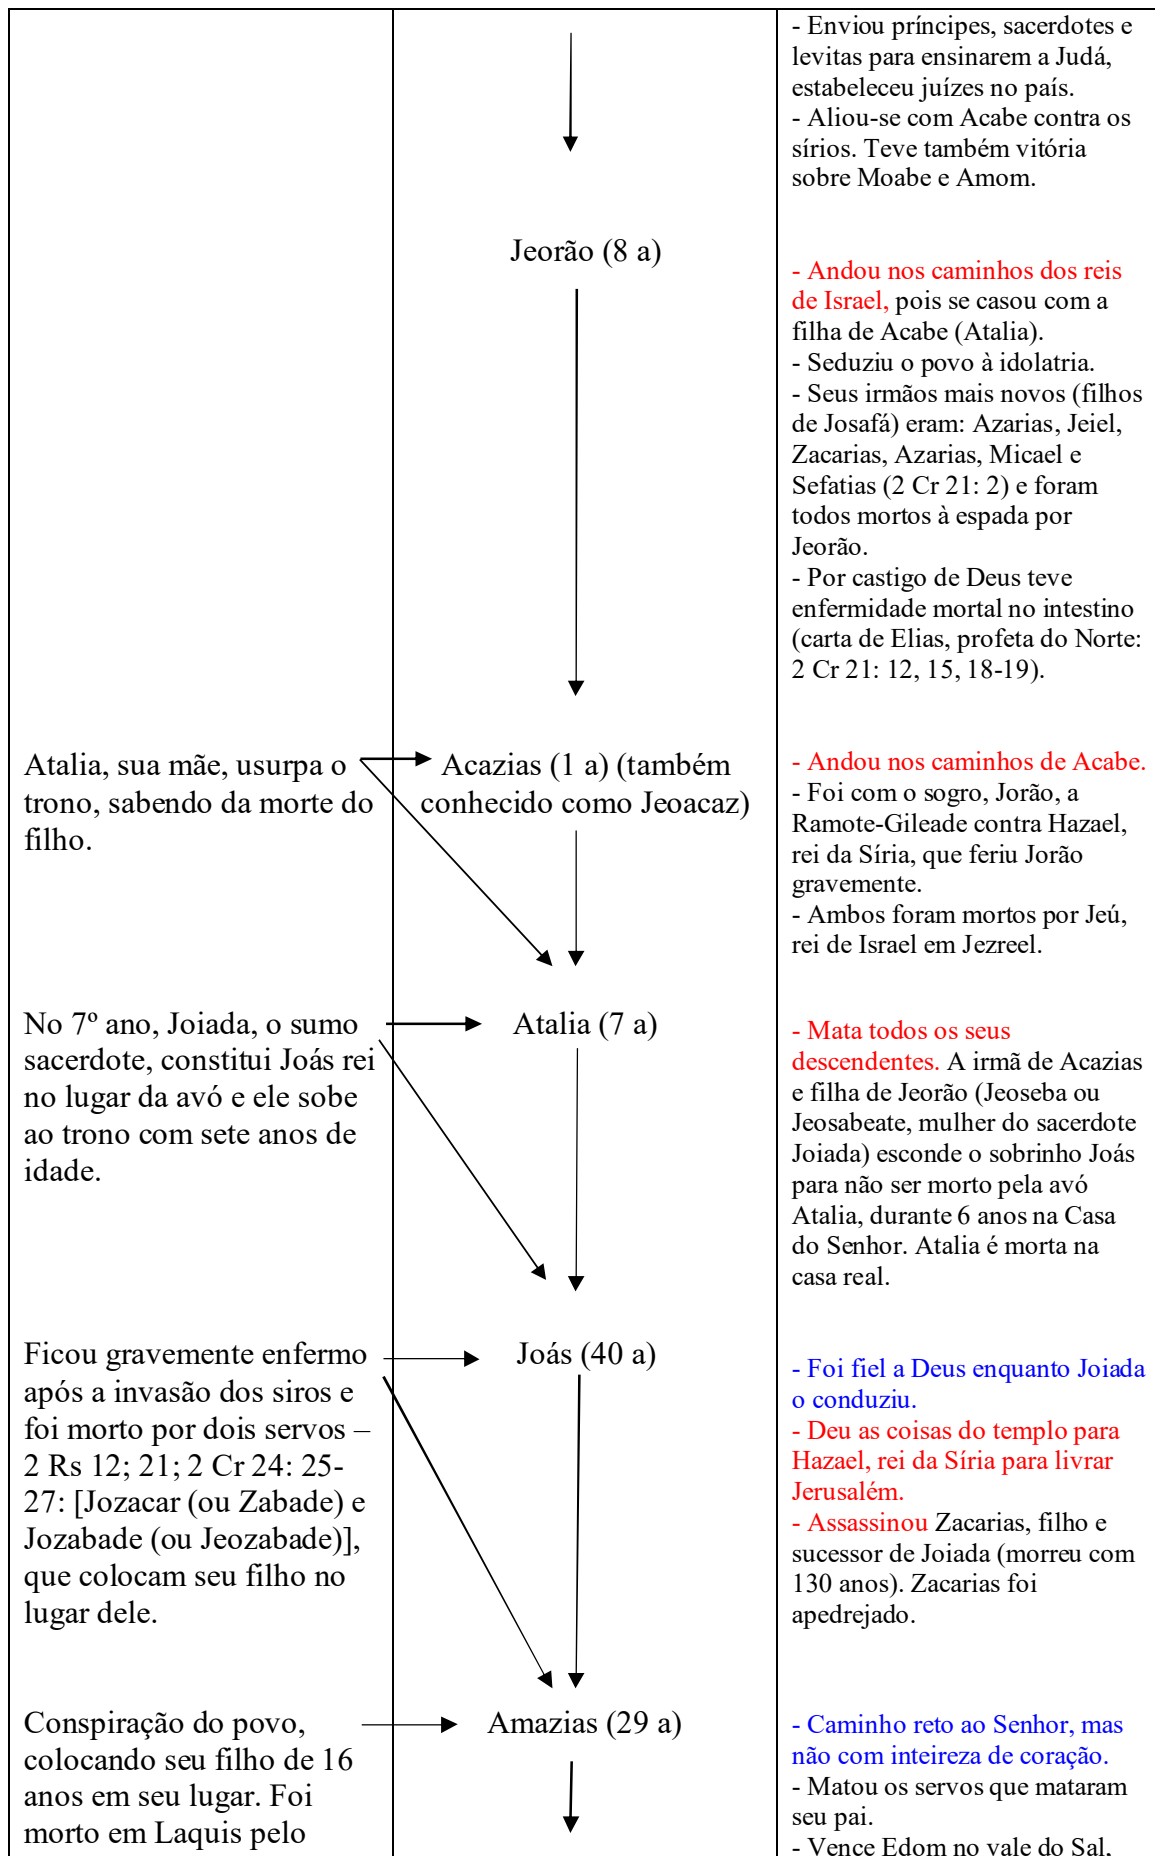 - Enviou príncipes, sacerdotes e
levitas para ensinarem a Judá,
estabeleceu juízes no país.
- Aliou-se com Acabe contra os
sírios. Teve também vitória
sobre Moabe e Amom.
Jeorão (8 a)
- Andou nos caminhos dos reis
de Israel, pois se casou com a
filha de Acabe (Atalia).
- Seduziu o povo à idolatria.
- Seus irmãos mais novos (filhos
de Josafá) eram: Azarias, Jeiel,
Zacarias, Azarias, Micael e
Sefatias (2 Cr 21: 2) e foram
todos mortos à espada por
Jeorão.
- Por castigo de Deus teve
enfermidade mortal no intestino
(carta de Elias, profeta do Norte:
2 Cr 21: 12, 15, 18-19).
Atalia, sua mãe, usurpa o
trono, sabendo da morte do
filho.
Acazias (1 a) (também
conhecido como Jeoacaz)
- Andou nos caminhos de Acabe.
- Foi com o sogro, Jorão, a
Ramote-Gileade contra Hazael,
rei da Síria, que feriu Jorão
gravemente.
- Ambos foram mortos por Jeú,
rei de Israel em Jezreel.
No 7º ano, Joiada, o sumo
sacerdote, constitui Joás rei
no lugar da avó e ele sobe
ao trono com sete anos de
idade.
Atalia (7 a)
- Mata todos os seus
descendentes. A irmã de Acazias
e filha de Jeorão (Jeoseba ou
Jeosabeate, mulher do sacerdote
Joiada) esconde o sobrinho Joás
para não ser morto pela avó
Atalia, durante 6 anos na Casa
do Senhor. Atalia é morta na
casa real.
Ficou gravemente enfermo
após a invasão dos siros e
foi morto por dois servos –
2 Rs 12; 21; 2 Cr 24: 25-
27: [Jozacar (ou Zabade) e
Jozabade (ou Jeozabade)],
que colocam seu filho no
lugar dele.
Joás (40 a)
- Foi fiel a Deus enquanto Joiada
o conduziu.
- Deu as coisas do templo para
Hazael, rei da Síria para livrar
Jerusalém.
- Assassinou Zacarias, filho e
sucessor de Joiada (morreu com
130 anos). Zacarias foi
apedrejado.
Conspiração do povo,
colocando seu filho de 16
anos em seu lugar. Foi
morto em Laquis pelo
Amazias (29 a)
- Caminho reto ao Senhor, mas
não com inteireza de coração.
- Matou os servos que mataram
seu pai.
- Vence Edom no vale do Sal,